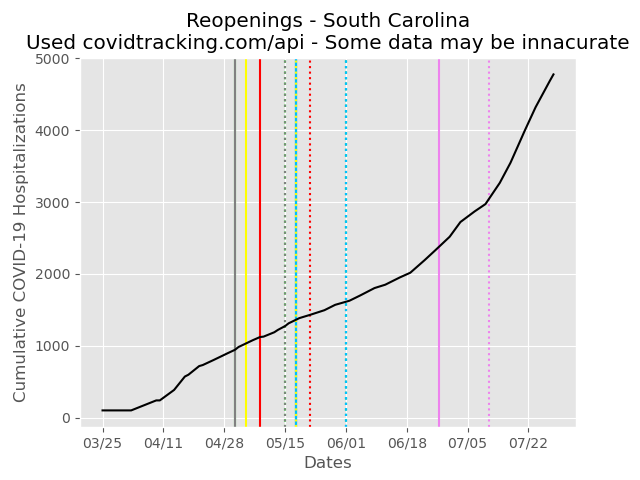 Reopenings - South Carolina
Used covidtracking.com/api - Some data may be innacurate
Cumulative COVID-19 Hospitalizations
5000
4000
3000
2000
1000
0
03/25 04/11 04/28 05/15 06/01 06/18 07/05 07/22
Dates